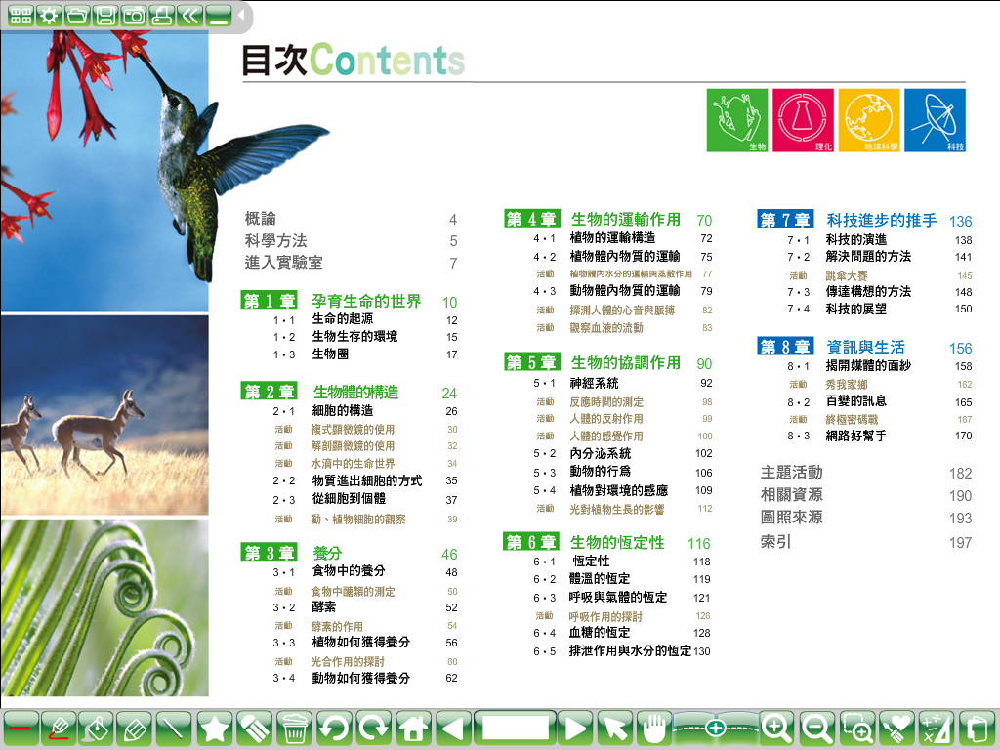 目次Contents
生物
理化
地球科學
科技
概論 4
科學方法 5
進入實驗室 7
第1章 孕育生命的世界 10
1‧1 生命的起源 12
1‧2 生物生存的環境 15
1‧3 生物圈 17
第2章 生物體的構造 24
2‧1 細胞的構造 26
活動 複式顯微鏡的使用 30
活動 解剖顯微鏡的使用 32
活動 水滴中的生命世界 34
2‧2 物質進出細胞的方式 35
2‧3 從細胞到個體 37
活動 動、植物細胞的觀察 39
第3章 養分 46
3‧1 食物中的養分 48
活動 食物中醣類的測定 50
3‧2 酵素 52
活動 酵素的作用 54
3‧3 植物如何獲得養分 56
活動 光合作用的探討 60
3‧4 動物如何獲得養分 62
第4章 生物的運輸作用 70
4‧1 植物的運輸構造 72
4‧2 植物體內物質的運輸 75
活動 植物體內水分的運輸與蒸散作用 77
4‧3 動物體內物質的運輸 79
活動 探測人體的心音與脈搏 82
活動 觀察血液的流動 83
第5章 生物的協調作用 90
5‧1 神經系統 92
活動 反應時間的測定 98
活動 人體的反射作用 99
活動 人體的感覺作用 100
5‧2 內分泌系統 102
5‧3 動物的行為 106
5‧4 植物對環境的感應 109
活動 光對植物生長的影響 112
第6章 生物的恆定性 116
6‧1 恆定性 118
6‧2 體溫的恆定 119
6‧3 呼吸與氣體的恆定 121
活動 呼吸作用的探討 126
6‧4 血糖的恆定 128
6‧5 排泄作用與水分的恆定 130
第7章 科技進步的推手 136
7‧1 科技的演進 138
7‧2 解決問題的方法 141
活動 跳傘大賽 145
7‧3 傳達構想的方法 148
7‧4 科技的展望 150
第8章 資訊與生活 156
8‧1 揭開媒體的面紗 158
活動 秀我家鄉 162
8‧2 百變的訊息 165
活動 終極密碼戰 167
8‧3 網路好幫手 170
主題活動 182
相關資源 190
圖照來源 193
索引 197